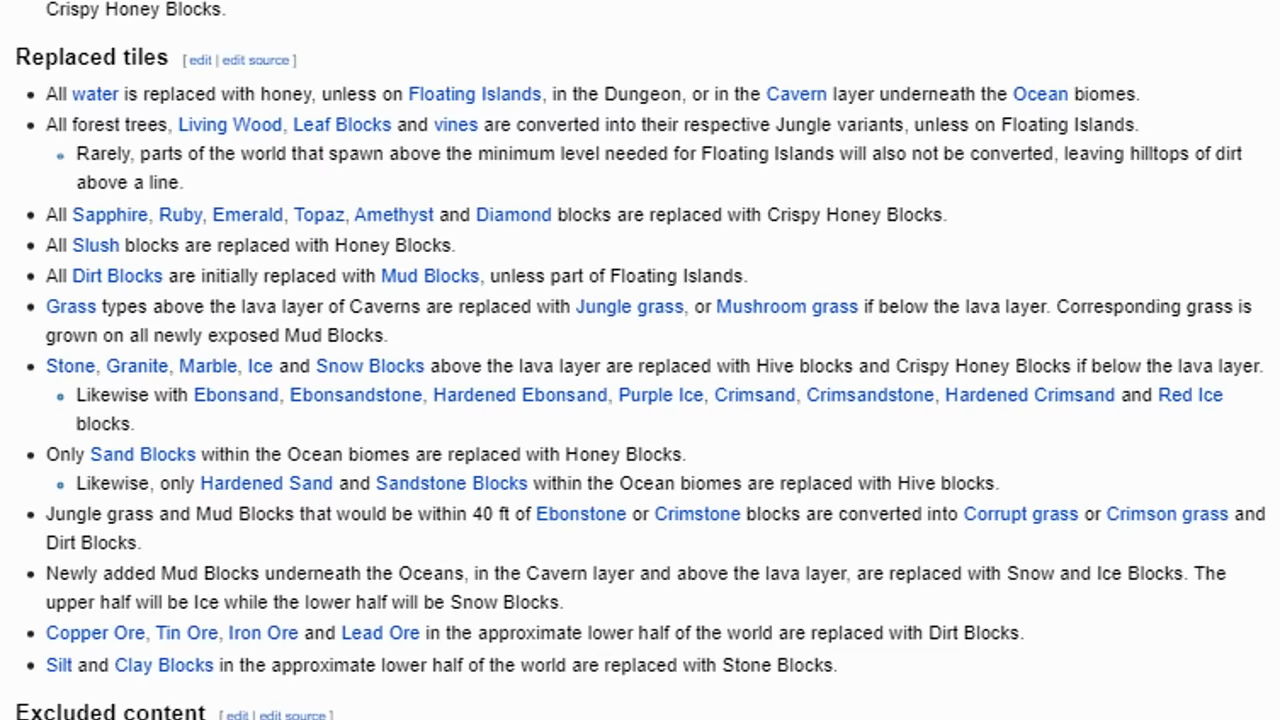 Crispy Honey Blocks.
Replaced tiles [ edit | edit source ]
All water is replaced with honey, unless on Floating Islands, in the Dungeon, or in the Cavern layer underneath the Ocean biomes.
All forest trees, Living Wood, Leaf Blocks and vines are converted into their respective Jungle variants, unless on Floating Islands.
Rarely, parts of the world that spawn above the minimum level needed for Floating Islands will also not be converted, leaving hilltops of dirt
above a line.
All Sapphire, Ruby, Emerald, Topaz, Amethyst and Diamond blocks are replaced with Crispy Honey Blocks.
All Slush blocks are replaced with Honey Blocks.
All Dirt Blocks are initially replaced with Mud Blocks, unless part of Floating Islands.
Grass types above the lava layer of Caverns are replaced with Jungle grass, or Mushroom grass if below the lava layer. Corresponding grass is
grown on all newly exposed Mud Blocks.
Stone, Granite, Marble, Ice and Snow Blocks above the lava layer are replaced with Hive blocks and Crispy Honey Blocks if below the lava layer.
Likewise with Ebonsand, Ebonsandstone, Hardened Ebonsand, Purple Ice, Crimsand, Crimsandstone, Hardened Crimsand and Red Ice
blocks.
Only Sand Blocks within the Ocean biomes are replaced with Honey Blocks.
Likewise, only Hardened Sand and Sandstone Blocks within the Ocean biomes are replaced with Hive blocks.
Jungle grass and Mud Blocks that would be within 40 ft of Ebonstone or Crimstone blocks are converted into Corrupt grass or Crimson grass and
Dirt Blocks.
Newly added Mud Blocks underneath the Oceans, in the Cavern layer and above the lava layer, are replaced with Snow and Ice Blocks. The
upper half will be Ice while the lower half will be Snow Blocks.
Copper Ore, Tin Ore, Iron Ore and Lead Ore in the approximate lower half of the world are replaced with Dirt Blocks.
Silt and Clay Blocks in the approximate lower half of the world are replaced with Stone Blocks.
Excluded content [ edit | edit source ]